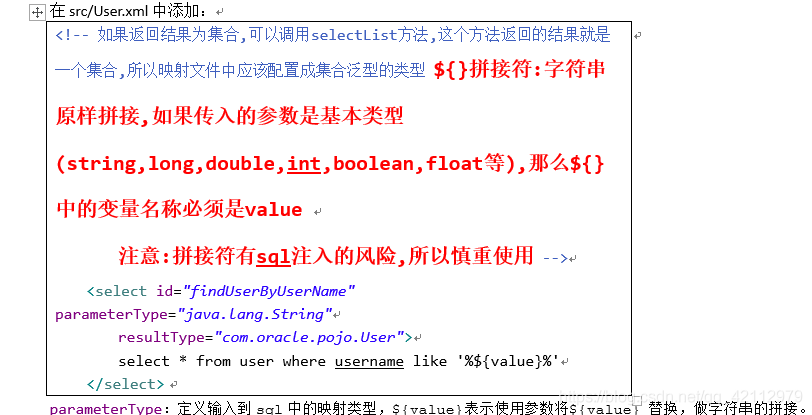 在 src/User.xml 中添加：
<!-- 如果返回结果为集合,可以调用selectList方法,这个方法返回的结果就是
一个集合,所以映射文件中应该配置成集合泛型的类型 ${}拼接符:字符串
原样拼接,如果传入的参数是基本类型
(string,long,double,int,boolean,float等),那么${}
中的变量名称必须是value
注意:拼接符有sql注入的风险,所以慎重使用 -->
<select id="findUserByUserName"
parameterType="java.lang.String"
resultType="com.oracle.pojo.User">
select * from user where username like '%${value}%'
</select>
parameterType：定义输入到 sql 中的映射类型，${value}表示使用参数将${value} 替换，做字符串的拼接。